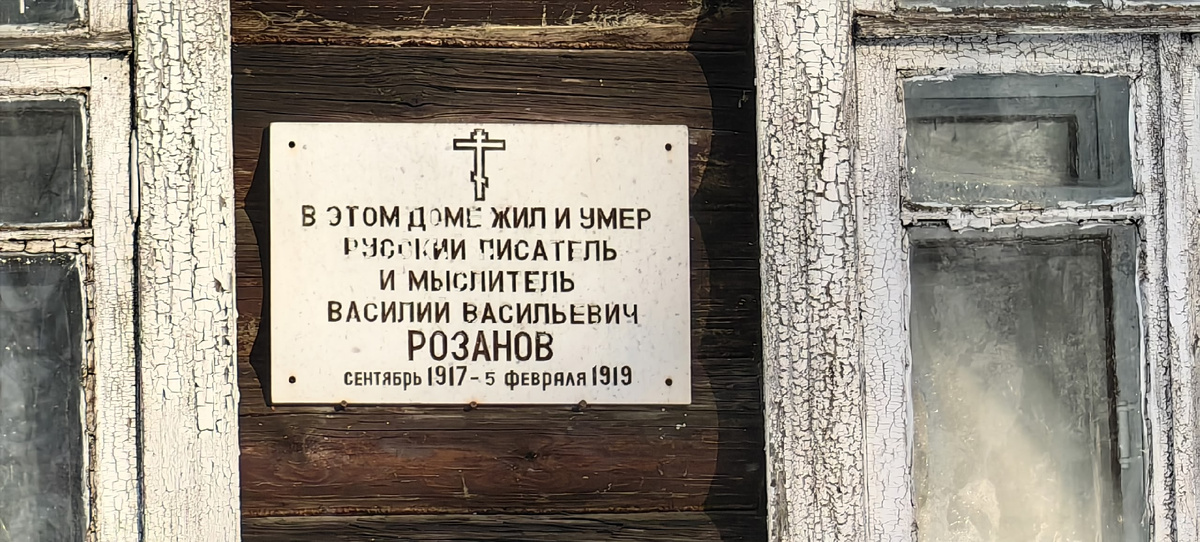 В ЭТОМ ДОМЕ ЖИЛ И УМЕР
РУССКИЙ ПИСАТЕЛЬ
И МЫСЛИТЕЛЬ
ВАСИЛИЙ ВАСИЛЬЕВИЧ
РОЗАНОВ
СЕНТЯБРЬ 1917 - 5 ФЕВРАЛЯ 1919